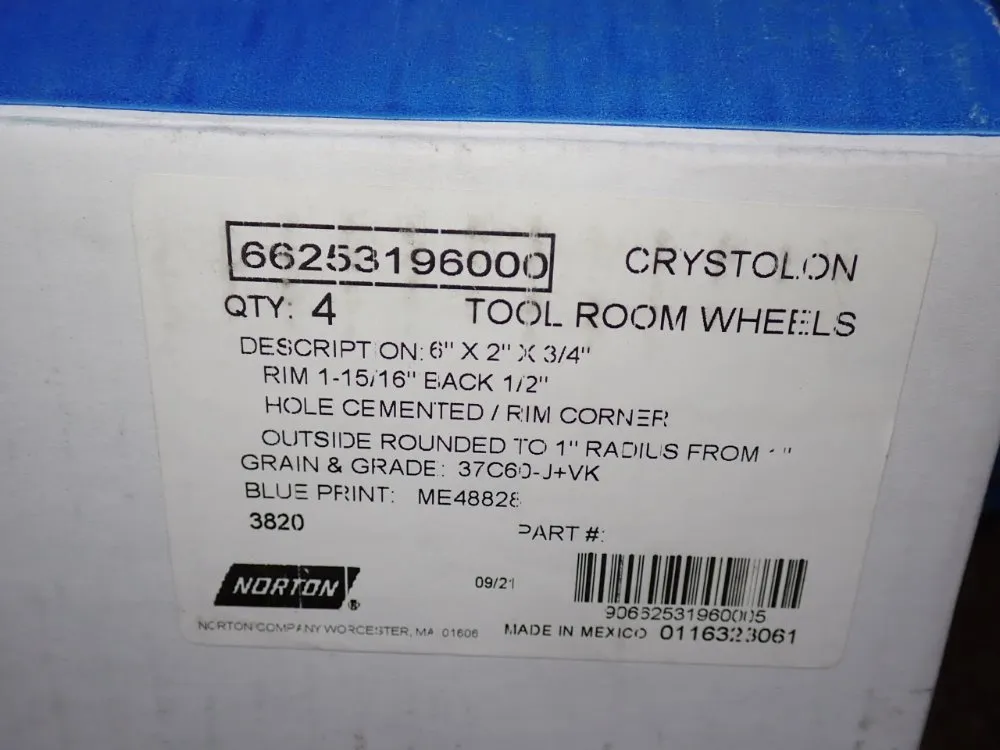 66253196000 CRYSTOLON
QTY: 4 TOOL ROOM WHEELS
DESCRIPTION: 6" X 2" X 3/4"
RIM 1-15/16" BACK 1/2"
HOLE CEMENTED / RIM CORNER
OUTSIDE ROUNDED TO 1" RADIUS FROM
GRAIN & GRADE: 37C60-J+VK
BLUE PRINT: ME48828
3820 PART #:
NORTON ® 09/21
90662531960005
NORTON COMPANY WORCESTER, MA 01606 MADE IN MEXICO 0116323061